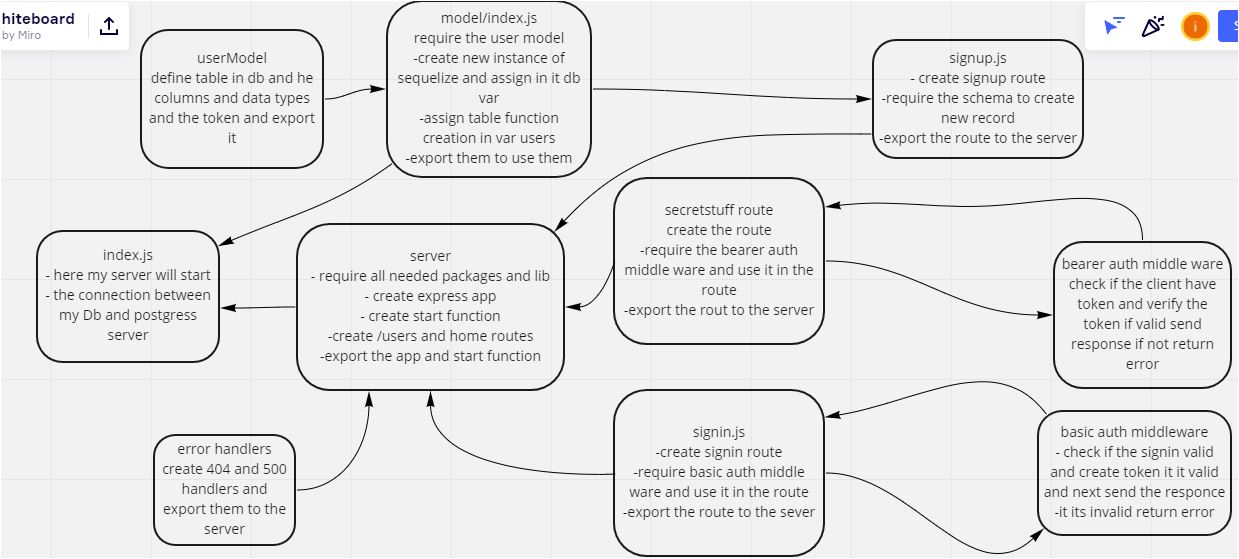 hiteboard
by Miro
userModel
define table in db and he
columns and data types
and the token and export
it
model/index.js
require the user model
-create new instance of
sequelize and assign in it db
var
-assign table function
creation in var users
-export them to use them
signup.js
- create signup route
-require the schema to create
new record
-export the route to the server
i
S
index.js
- here my server will start
- the connection between
my Db and postgress
server
server
- require all needed packages and lib
- create express app
- create start function
-create /users and home routes
-export the app and start function
secretstuff route
create the route
-require the bearer auth
middle ware and use it in the
route
-export the rout to the server
bearer auth middle ware
check if the client have
token and verify the
token if valid send
response if not return
error
error handlers
create 404 and 500
handlers and
export them to the
server
signin.js
-create signin route
-require basic auth middle
ware and use it in the route
-export the route to the sever
basic auth middleware
- check if the signin valid
and create token it it valid
and next send the responce
-it its invalid return error